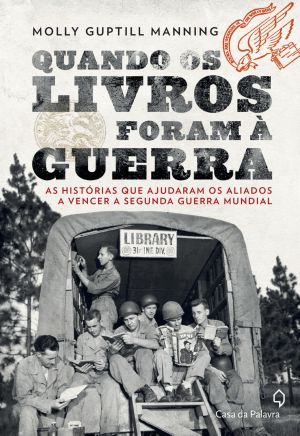 MOLLY GUPTILL MANNING
QUANDO OS
LIVROS
FORAM À
GUERRA
AS HISTÓRIAS QUE AJUDARAM OS ALIADOS
A VENCER A SEGUNDA GUERRA MUNDIAL
LIBRARY
31st INF. DIV.
Casa da Palavra